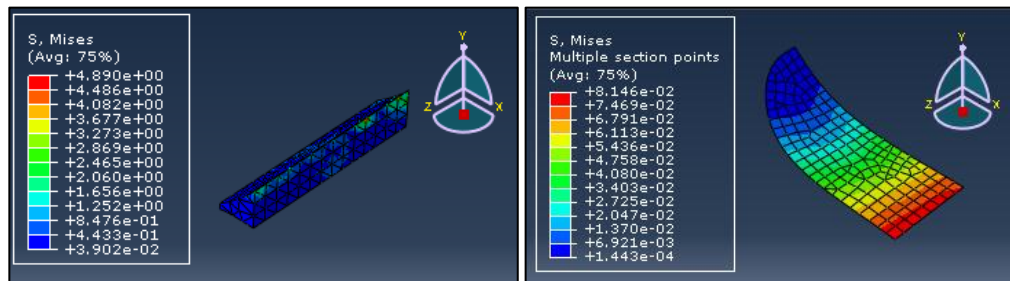 S, Mises
(Avg: 75%)
+4.890e+00
+4.486e+00
+4.082e+00
+3.677e+00
+3.273e+00
+2.869e+00
+2.465e+00
+2.060e+00
+1.656e+00
+1.252e+00
+8.476e-01
+4.433e-01
+3.902e-02
Y
Z
X
S, Mises
Multiple section points
(Avg: 75%)
+8.146e-02
+7.469e-02
+6.791e-02
+6.113e-02
+5.436e-02
+4.758e-02
+4.080e-02
+3.403e-02
+2.725e-02
+2.047e-02
+1.370e-02
+6.921e-03
+1.443e-04
Y
Z
X